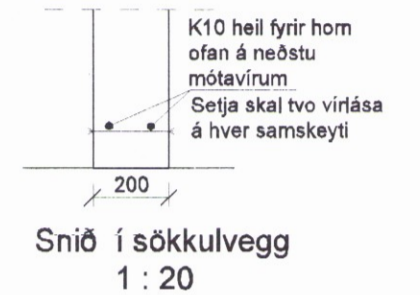 K10 heil fyrir horn
ofan á neðstu
mótavírum
Setja skal tvo vírlása
á hver samskeyti
200
Snið í sökkulvegg
1 : 20